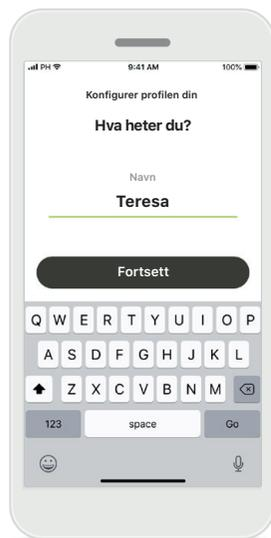 PH 9:41 AM 100%
Konfigurer profilen din
Hva heter du?
Navn
Teresa
Fortsett
Q W E R T Y U I O P
A S D F G H J K L
Z X C V B N M
123 space Go